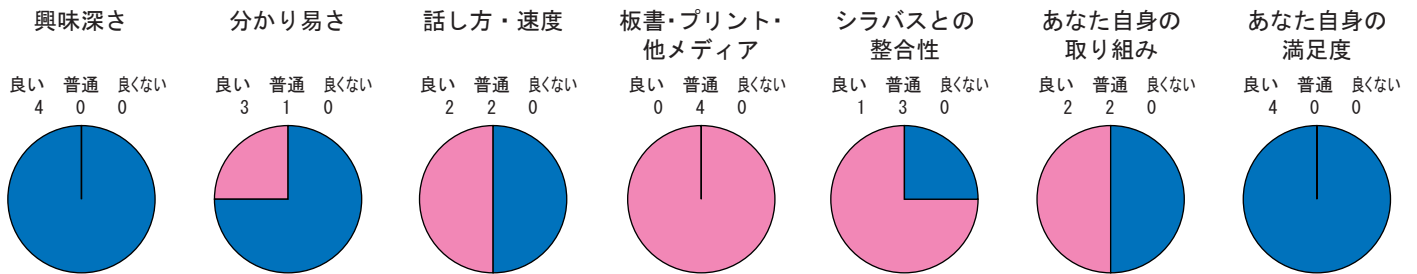 興味深さ
良い 普通 良くない
4 0 0
分かり易さ
良い 普通 良くない
3 1 0
話し方・速度
良い 普通 良くない
2 2 0
板書・プリント・
他メディア
良い 普通 良くない
0 4 0
シラバスとの
整合性
良い 普通 良くない
1 3 0
あなた自身の
取り組み
良い 普通 良くない
2 2 0
あなた自身の
満足度
良い 普通 良くない
4 0 0